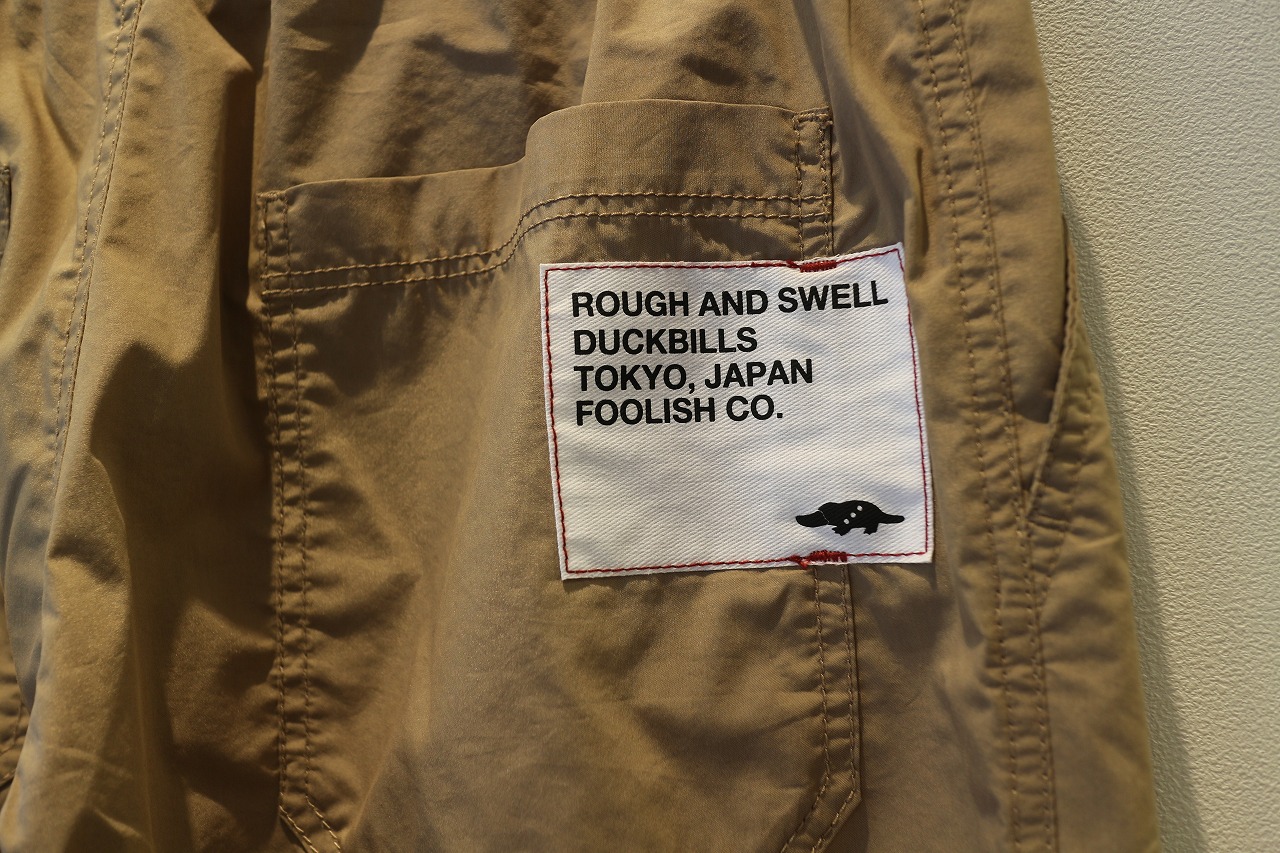 ROUGH AND SWELL
DUCKBILLS
TOKYO, JAPAN
FOOLISH CO.